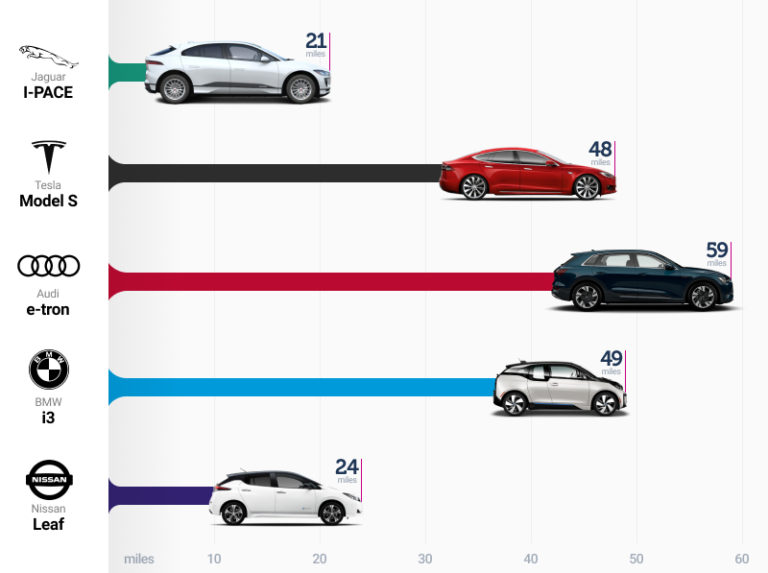 21
miles
Jaguar
I-PACE
48
miles
Tesla
Model S
59
miles
Audi
e-tron
BMW
49
miles
BMW
i3
NISSAN
24
miles
Nissan
Leaf
miles 10 20 30 40 50 60